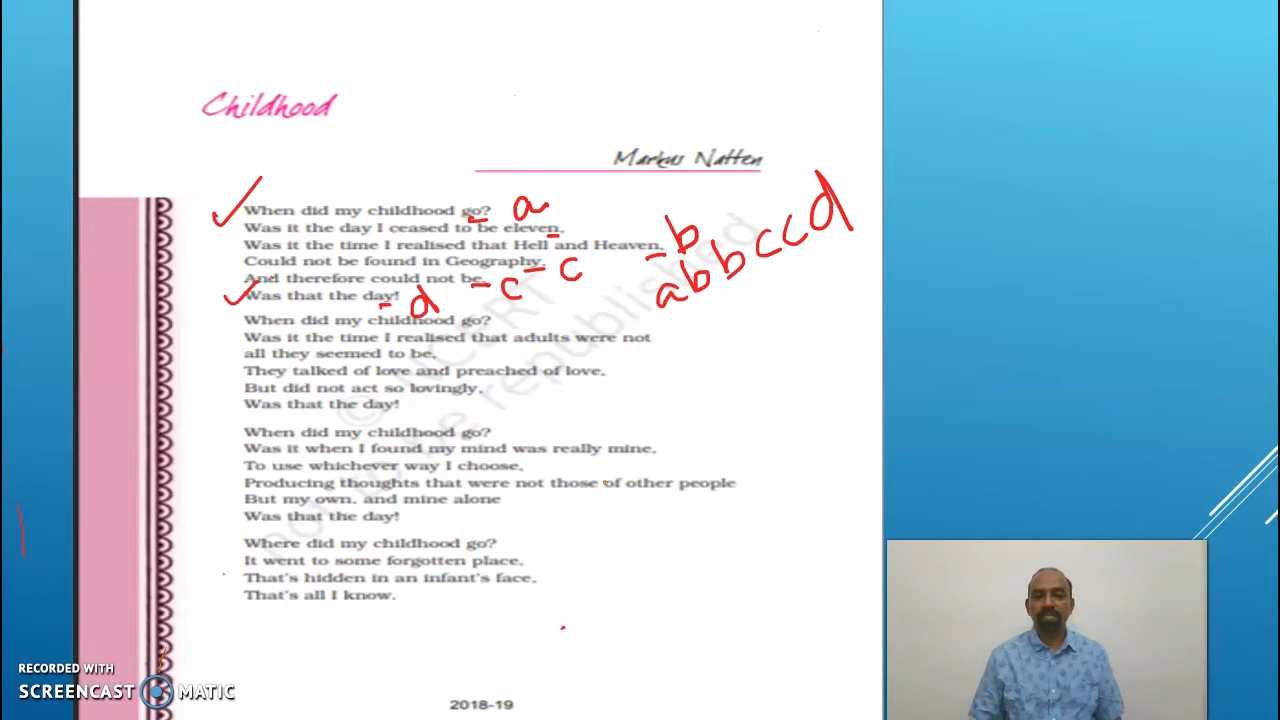 Childhood
Markus Natten
When did my childhood go?
a
Was it the day I ceased to be eleven,
Was it the time I realised that Hell and Heaven,
b
Could not be found in Geography,
c
And therefore could not be,
c
abbccd
Was that the day!
d
When did my childhood go?
Was it the time I realised that adults were not
all they seemed to be,
They talked of love and preached of love,
But did not act so lovingly,
Was that the day!
When did my childhood go?
Was it when I found my mind was really mine,
To use whichever way I choose,
Producing thoughts that were not those of other people
But my own, and mine alone
Was that the day!
Where did my childhood go?
It went to some forgotten place,
That's hidden in an infant's face,
That's all I know.
© NCERT
not to be republished
2018-19
RECORDED WITH
SCREENCAST MATIC